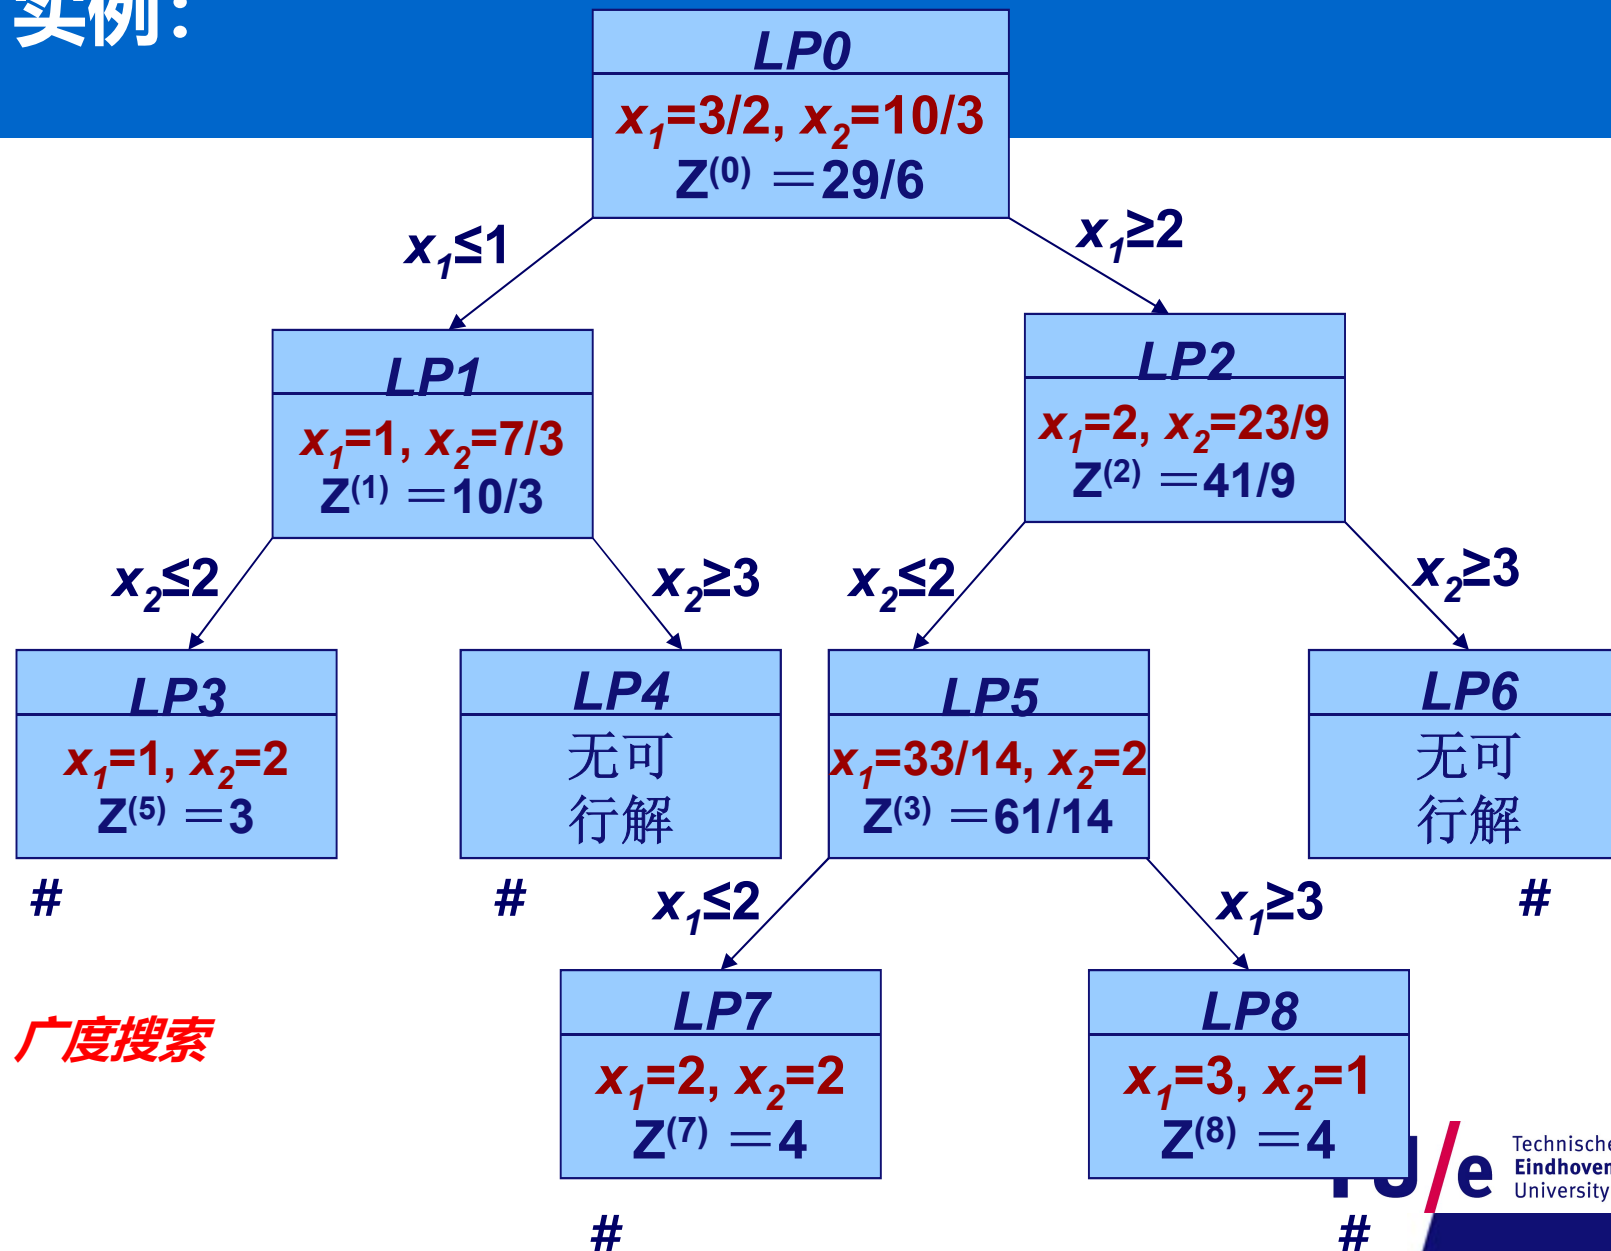 实例：
LP0
x₁=3/2, x₂=10/3
Z⁽⁰⁾ ＝29/6
x₁≤1
x₁≥2
LP1
x₁=1, x₂=7/3
Z⁽¹⁾ ＝10/3
LP2
x₁=2, x₂=23/9
Z⁽²⁾ ＝41/9
x₂≤2
x₂≥3
x₂≤2
x₂≥3
LP3
x₁=1, x₂=2
Z⁽⁵⁾ ＝3
#
LP4
无可
行解
#
LP5
x₁=33/14, x₂=2
Z⁽³⁾ ＝61/14
LP6
无可
行解
#
x₁≤2
x₁≥3
广度搜索
LP7
x₁=2, x₂=2
Z⁽⁷⁾ ＝4
#
LP8
x₁=3, x₂=1
Z⁽⁸⁾ ＝4
#
/e
Technische
Eindhoven
University